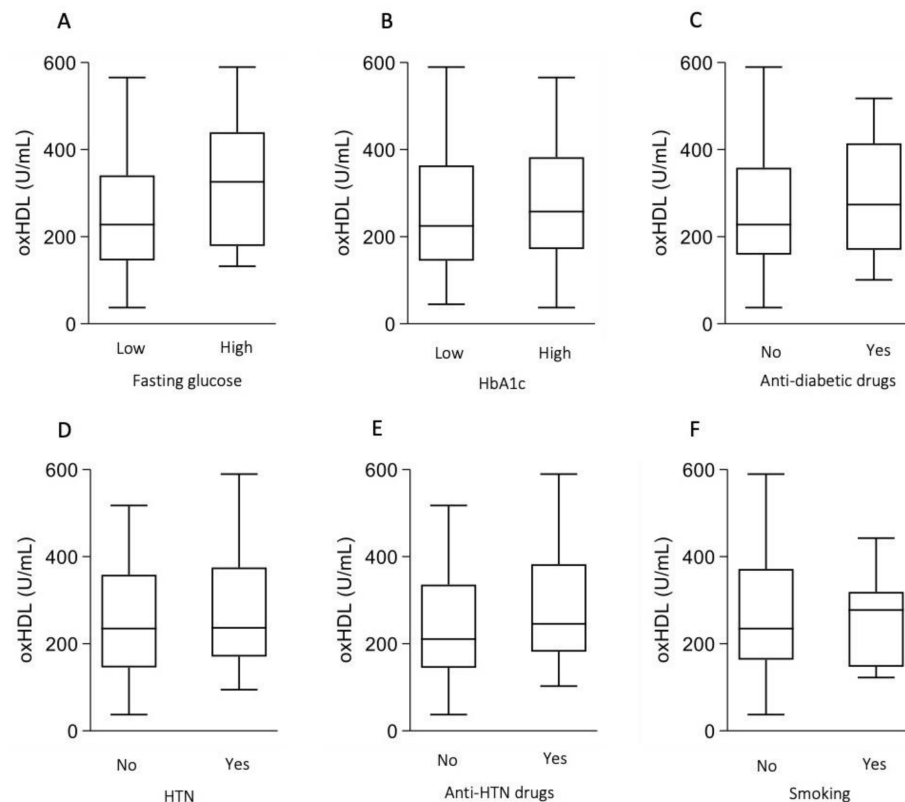 A
oxHDL (U/mL)
600
400
200
0
Low High
Fasting glucose
B
oxHDL (U/mL)
600
400
200
0
Low High
HbA1c
C
oxHDL (U/mL)
600
400
200
0
No Yes
Anti-diabetic drugs
D
oxHDL (U/mL)
600
400
200
0
No Yes
HTN
E
oxHDL (U/mL)
600
400
200
0
No Yes
Anti-HTN drugs
F
oxHDL (U/mL)
600
400
200
0
No Yes
Smoking